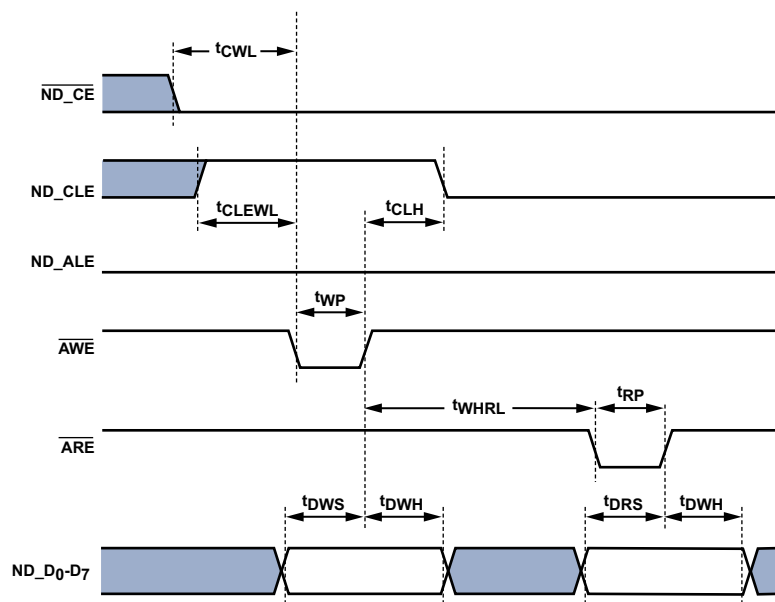 tCWL
ND_CE
ND_CLE
tCLEWL
tCLH
ND_ALE
tWP
AWE
tWHRL
tRP
ARE
tDWS
tDWH
tDRS
tDWH
ND_D0-D7